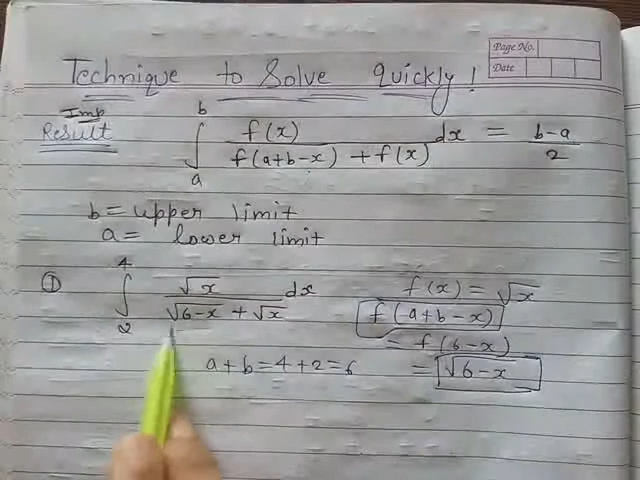 Page No.
Date
Technique to Solve Quickly!
Imp
Result
∫_a^b f(x) / (f(a+b-x) + f(x)) dx = (b-a)/2
b = upper limit
a = lower limit
① ∫_2^4 √x / (√(6-x) + √x) dx
f(x) = √x
f(a+b-x)
= f(6-x)
a+b = 4+2 = 6
= √(6-x)